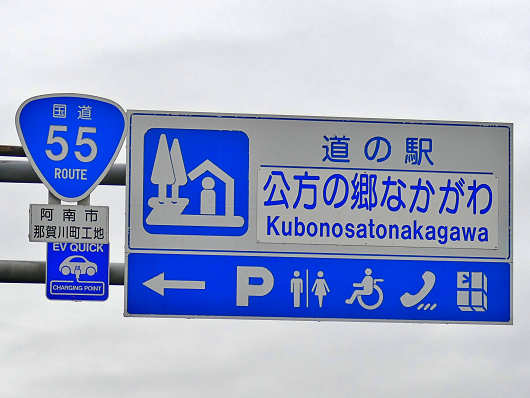 国道
55
ROUTE
阿南市
那賀川町工地
EV QUICK
CHARGING POINT
道の駅
公方の郷なかがわ
Kubonosatonakagawa
P